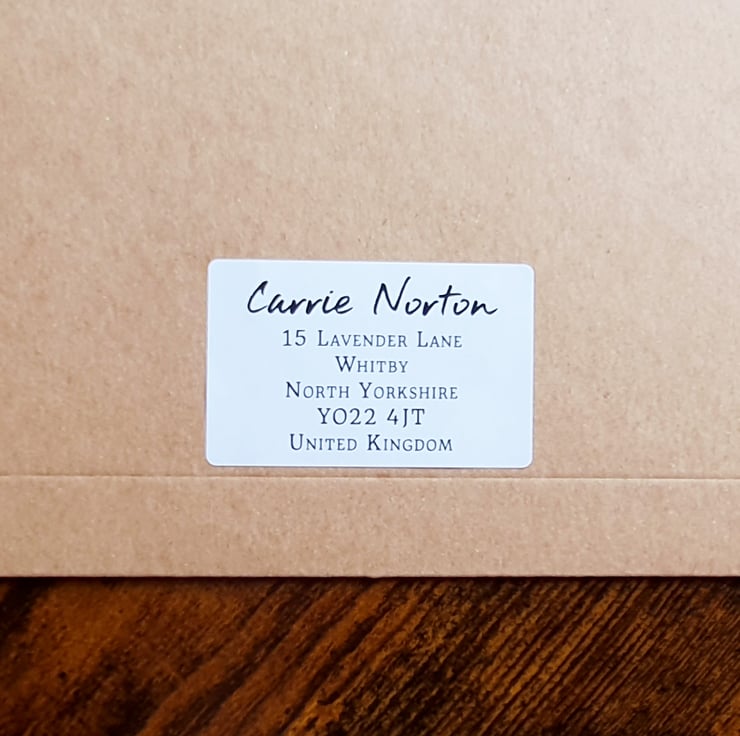 Carrie Norton
15 Lavender Lane
Whitby
North Yorkshire
YO22 4JT
United Kingdom